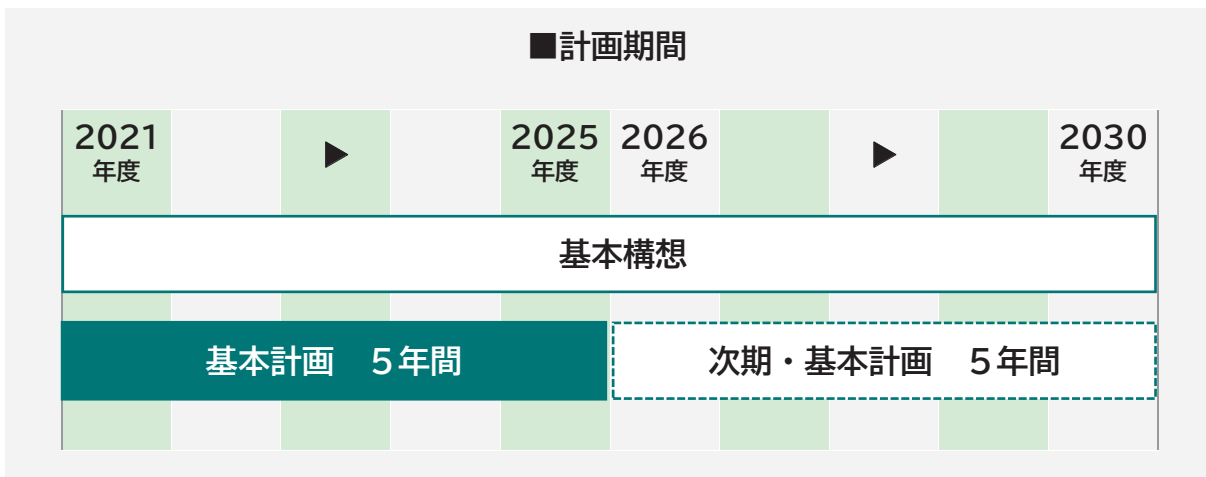 ■計画期間
2021 2025 2026 2030
年度 ▶ 年度 年度 ▶ 年度
基本構想
基本計画　５年間 次期・基本計画　５年間